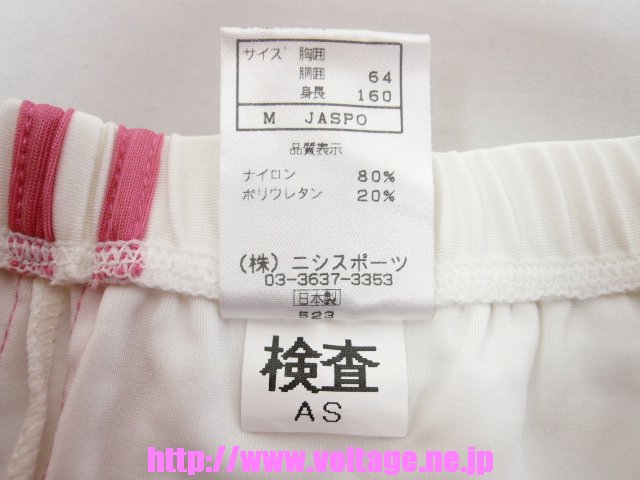 サイズ 胸囲
胴囲 64
身長 160
M JASPO
品質表示
ナイロン 80%
ポリウレタン 20%
(株)ニシスポーツ
03-3637-3353
日本製
523
検査
AS
http://www.voltage.ne.jp